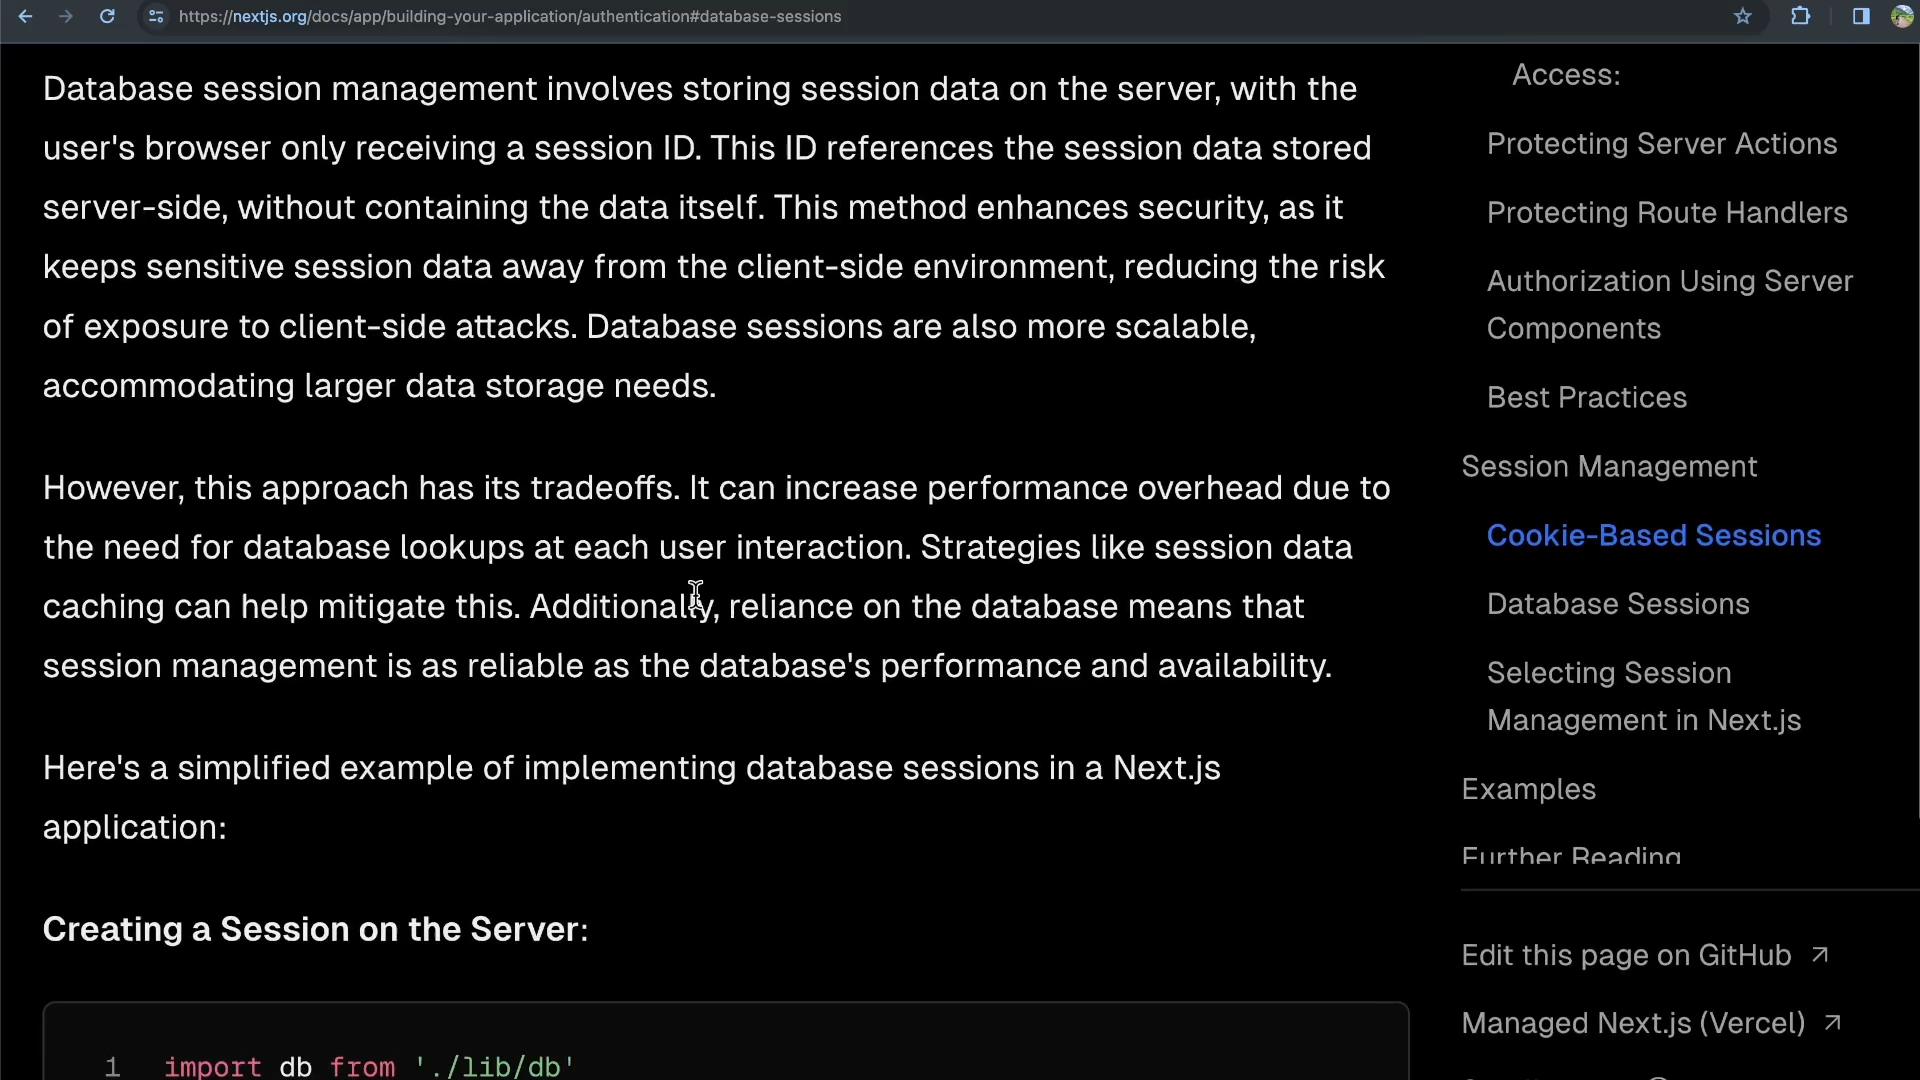 https://nextjs.org/docs/app/building-your-application/authentication#database-sessions
Database session management involves storing session data on the server, with the
user's browser only receiving a session ID. This ID references the session data stored
server-side, without containing the data itself. This method enhances security, as it
keeps sensitive session data away from the client-side environment, reducing the risk
of exposure to client-side attacks. Database sessions are also more scalable,
accommodating larger data storage needs.
However, this approach has its tradeoffs. It can increase performance overhead due to
the need for database lookups at each user interaction. Strategies like session data
caching can help mitigate this. Additionally, reliance on the database means that
session management is as reliable as the database's performance and availability.
Here's a simplified example of implementing database sessions in a Next.js
application:
Creating a Session on the Server:
1 import db from './lib/db'
Access:
Protecting Server Actions
Protecting Route Handlers
Authorization Using Server
Components
Best Practices
Session Management
Cookie-Based Sessions
Database Sessions
Selecting Session
Management in Next.js
Examples
Further Reading
Edit this page on GitHub ↗
Managed Next.js (Vercel) ↗